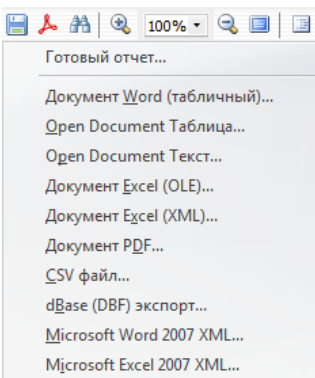 100%
Готовый отчет...
Документ Word (табличный)...
Open Document Таблица...
Open Document Текст...
Документ Excel (OLE)...
Документ Excel (XML)...
Документ PDF...
CSV файл...
dBase (DBF) экспорт...
Microsoft Word 2007 XML...
Microsoft Excel 2007 XML...